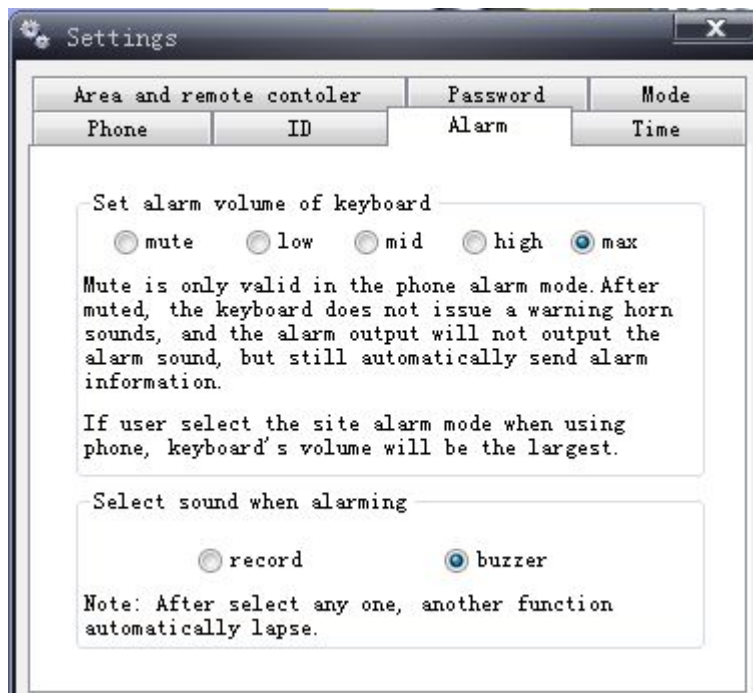 Settings
X
Area and remote contoler Password Mode
Phone ID Alarm Time
Set alarm volume of keyboard
mute low mid high max
Mute is only valid in the phone alarm mode. After
muted, the keyboard does not issue a warning horn
sounds, and the alarm output will not output the
alarm sound, but still automatically send alarm
information.
If user select the site alarm mode when using
phone, keyboard's volume will be the largest.
Select sound when alarming
record buzzer
Note: After select any one, another function
automatically lapse.